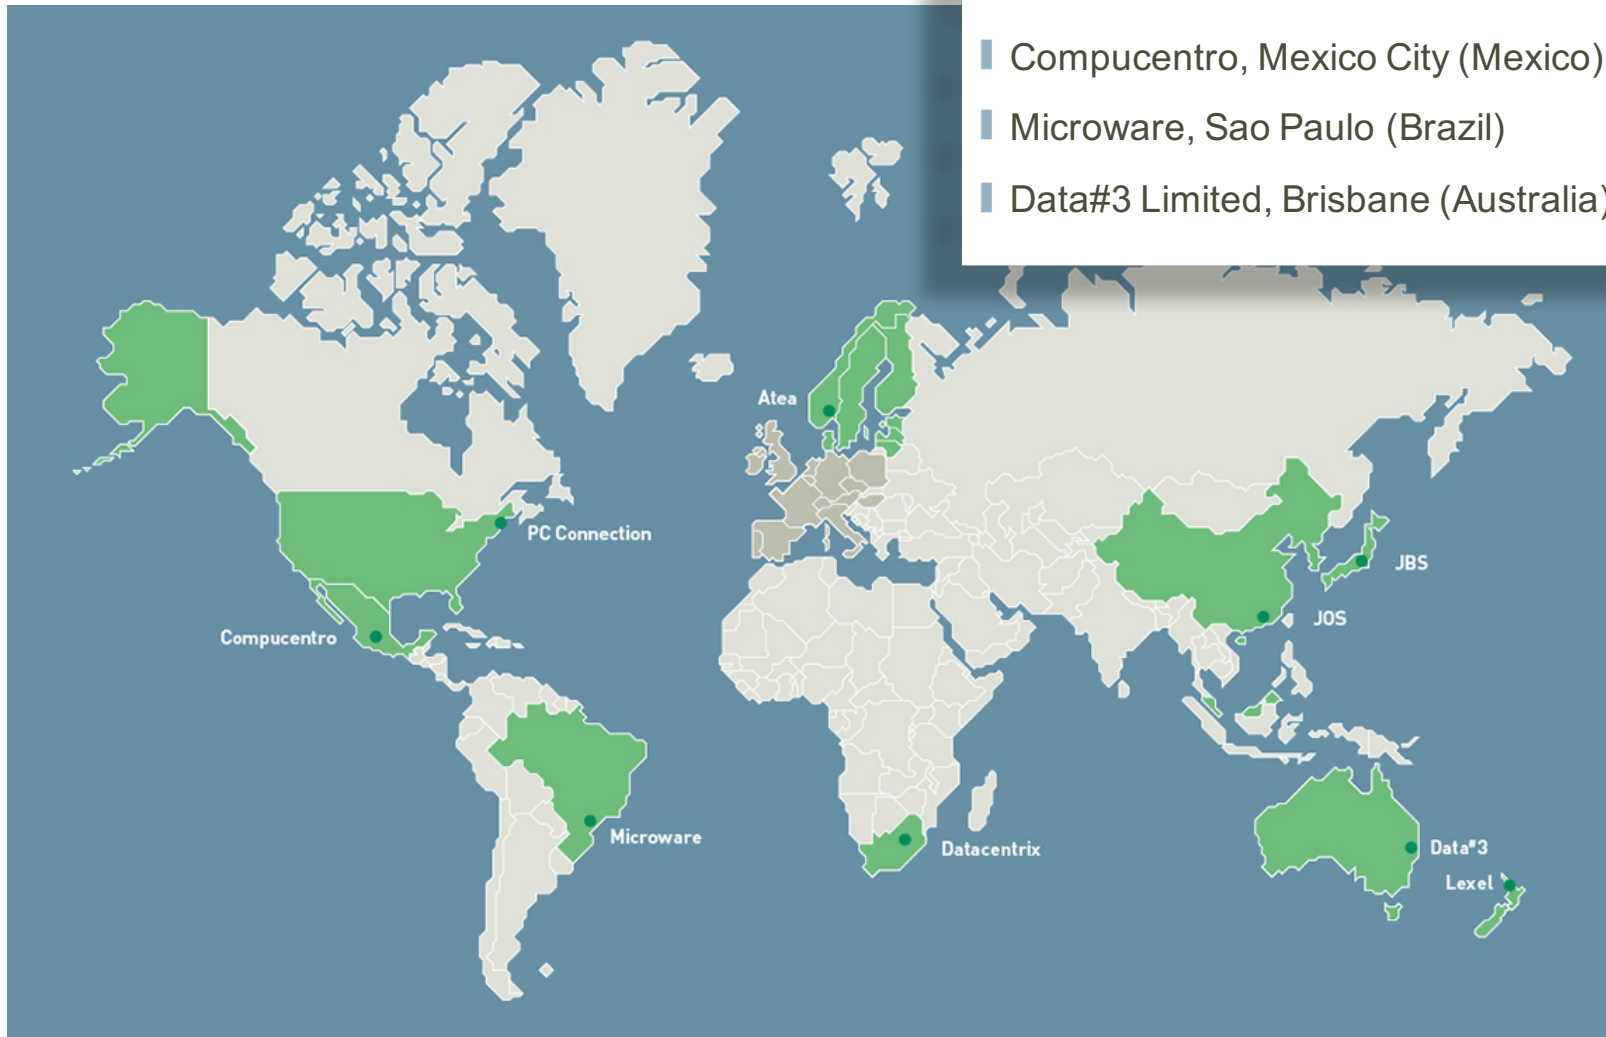 Compucentro, Mexico City (Mexico)
Microware, Sao Paulo (Brazil)
Data#3 Limited, Brisbane (Australia)
Atea
PC Connection
JBS
JOS
Compucentro
Microware
Datacentrix
Data#3
Lexel